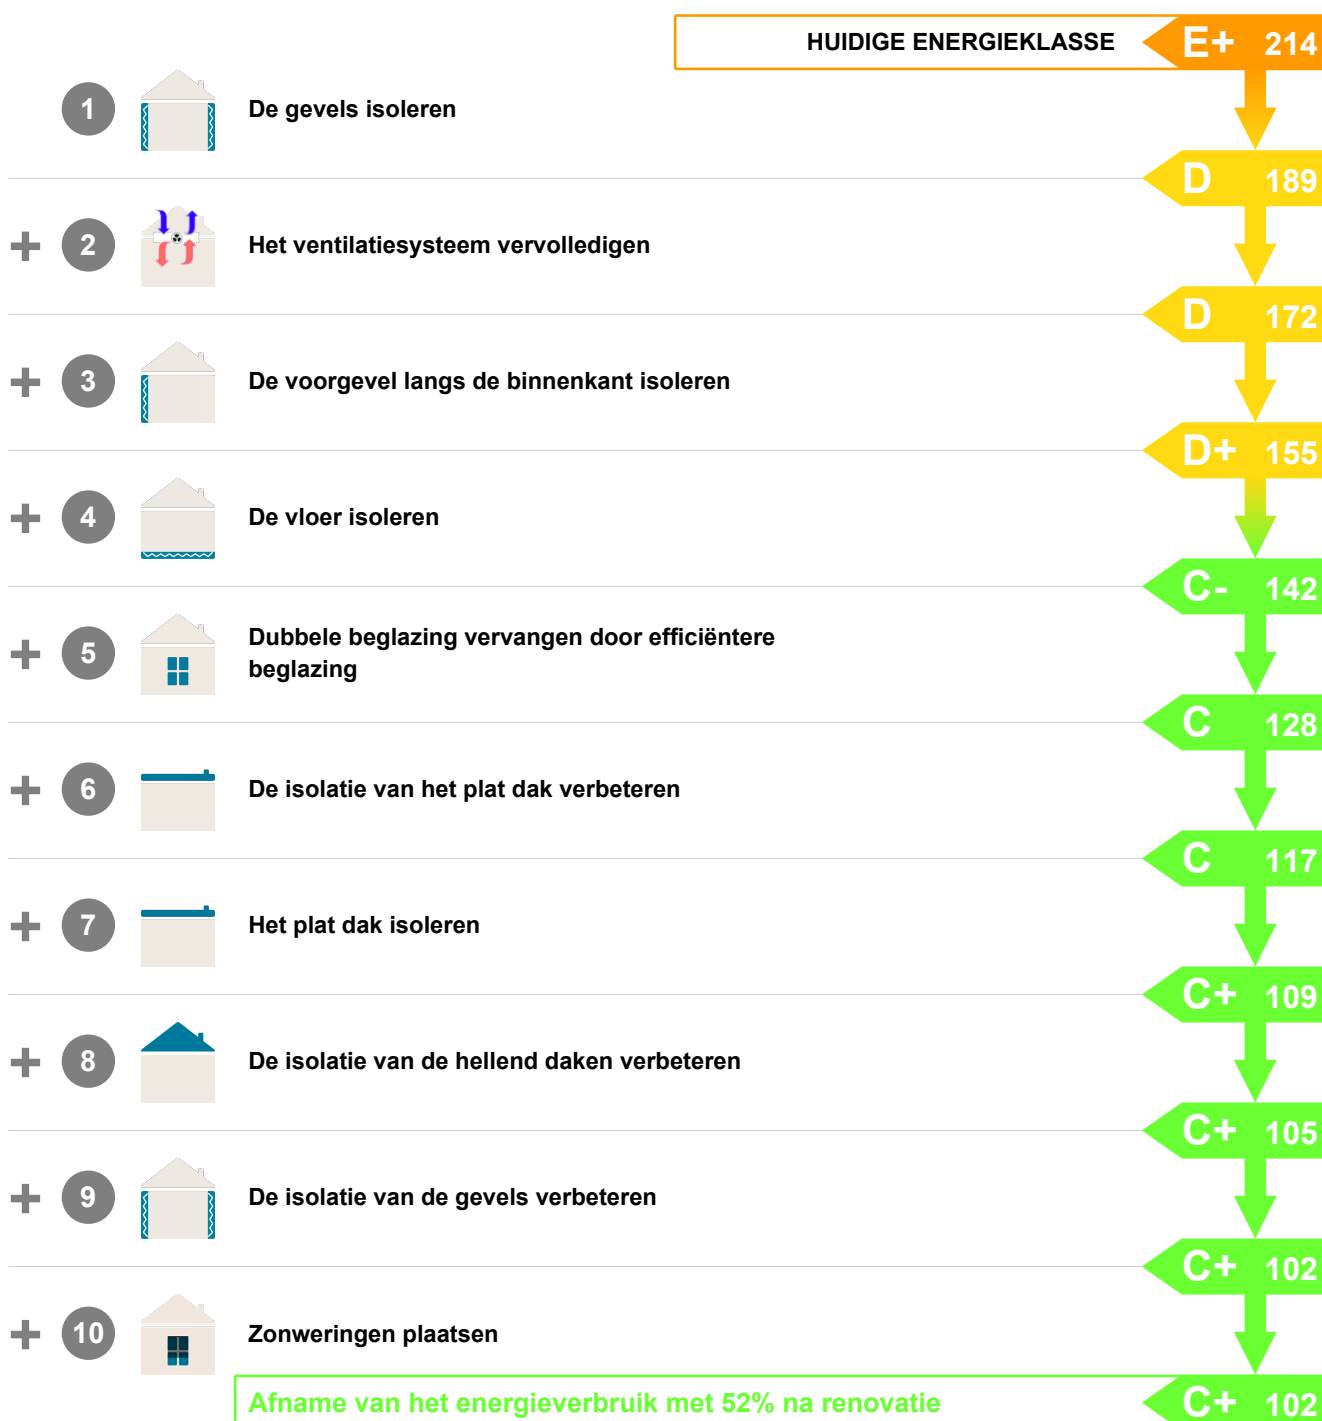 HUIDIGE ENERGIEKLASSE E+ 214
1 De gevels isoleren
D 189
+ 2 Het ventilatiesysteem vervolledigen
D 172
+ 3 De voorgevel langs de binnenkant isoleren
D+ 155
+ 4 De vloer isoleren
C- 142
+ 5 Dubbele beglazing vervangen door efficiëntere
beglazing
C 128
+ 6 De isolatie van het plat dak verbeteren
C 117
+ 7 Het plat dak isoleren
C+ 109
+ 8 De isolatie van de hellend daken verbeteren
C+ 105
+ 9 De isolatie van de gevels verbeteren
C+ 102
+ 10 Zonweringen plaatsen
Afname van het energieverbruik met 52% na renovatie C+ 102